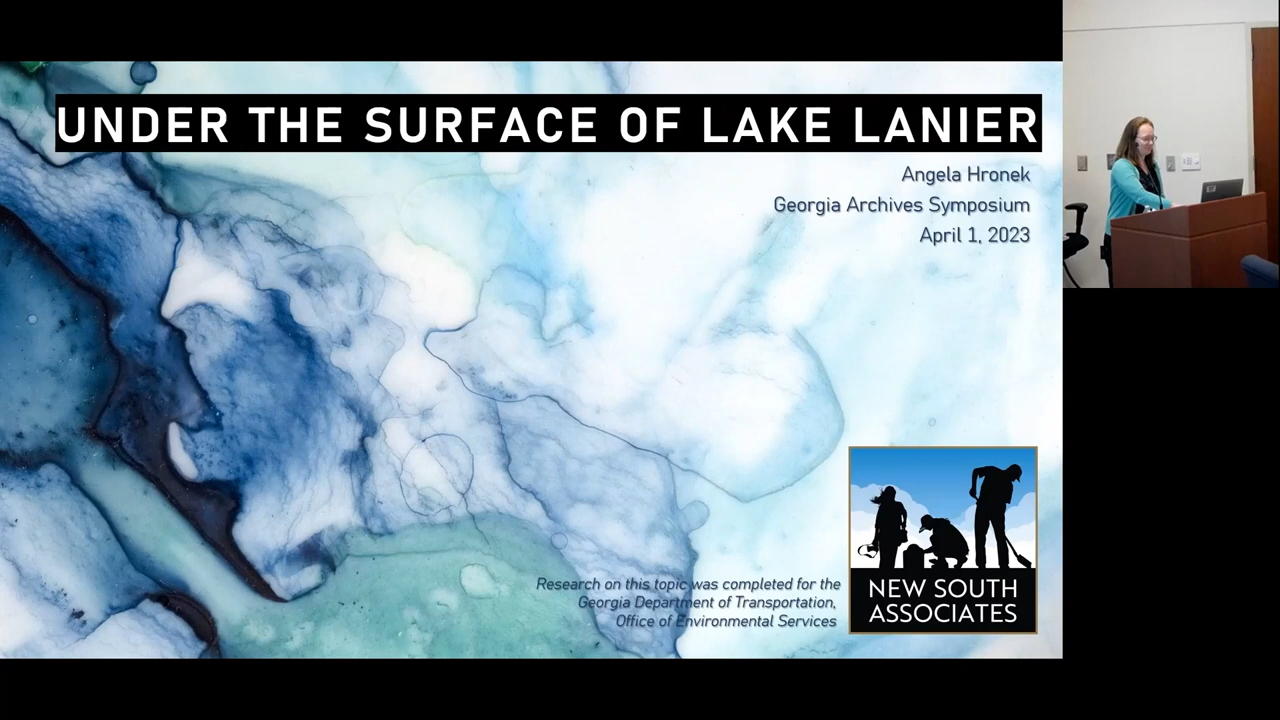 UNDER THE SURFACE OF LAKE LANIER
Angela Hronek
Georgia Archives Symposium
April 1, 2023
Research on this topic was completed for the
Georgia Department of Transportation,
Office of Environmental Services
NEW SOUTH
ASSOCIATES